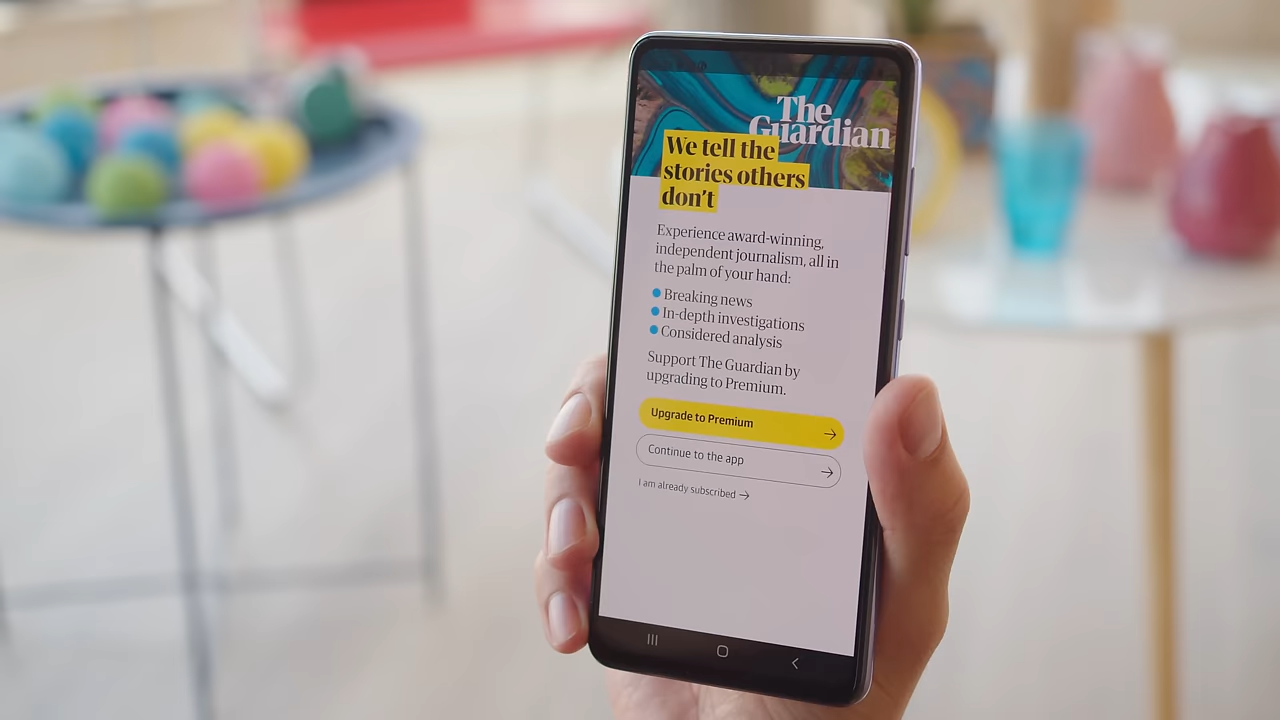 The
Guardian
We tell the
stories others
don't
Experience award-winning,
independent journalism, all in
the palm of your hand:
Breaking news
In-depth investigations
Considered analysis
Support The Guardian by
upgrading to Premium.
Upgrade to Premium
Continue to the app
I am already subscribed